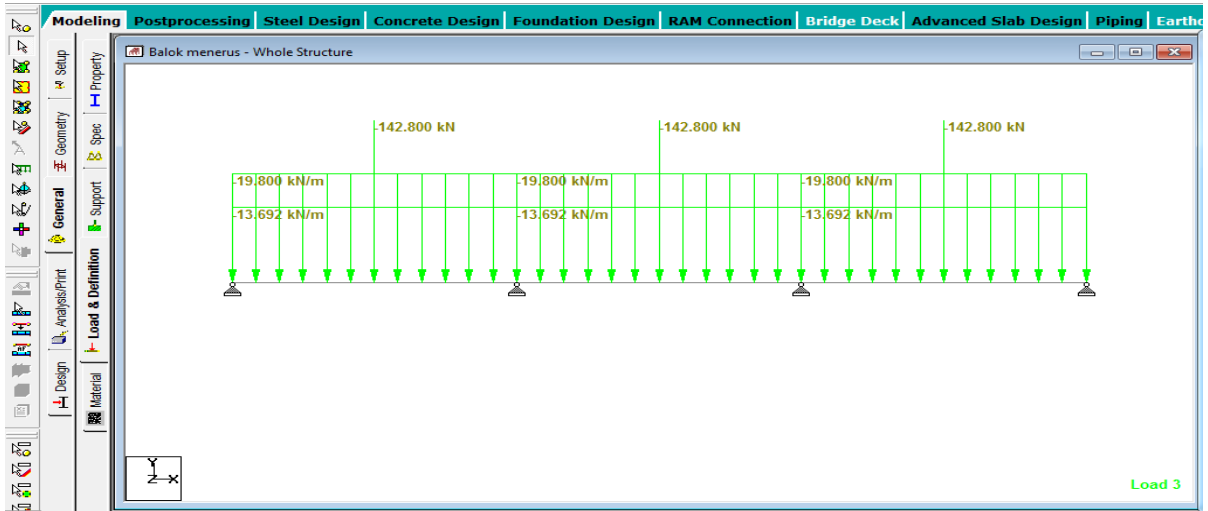 Modeling Postprocessing Steel Design Concrete Design Foundation Design RAM Connection Bridge Deck Advanced Slab Design Piping Earthq
Setup
Geometry
General
Analysis/Print
Design
Property
Spec
Support
Load & Definition
Material
Balok menerus - Whole Structure
-142.800 kN -142.800 kN -142.800 kN
-19.800 kN/m -19.800 kN/m -19.800 kN/m
-13.692 kN/m -13.692 kN/m -13.692 kN/m
Y
Z X
Load 3